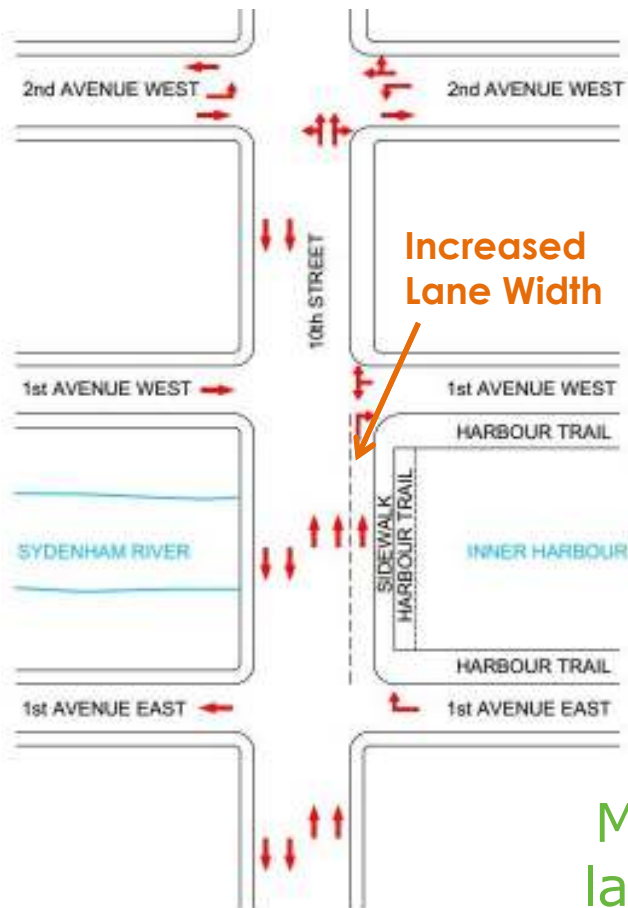 2nd AVENUE WEST
2nd AVENUE WEST
Increased
Lane Width
10th STREET
1st AVENUE WEST
1st AVENUE WEST
HARBOUR TRAIL
SIDEWALK
HARBOUR TRAIL
SYDENHAM RIVER
INNER HARBOUR
HARBOUR TRAIL
1st AVENUE EAST
1st AVENUE EAST
M
la